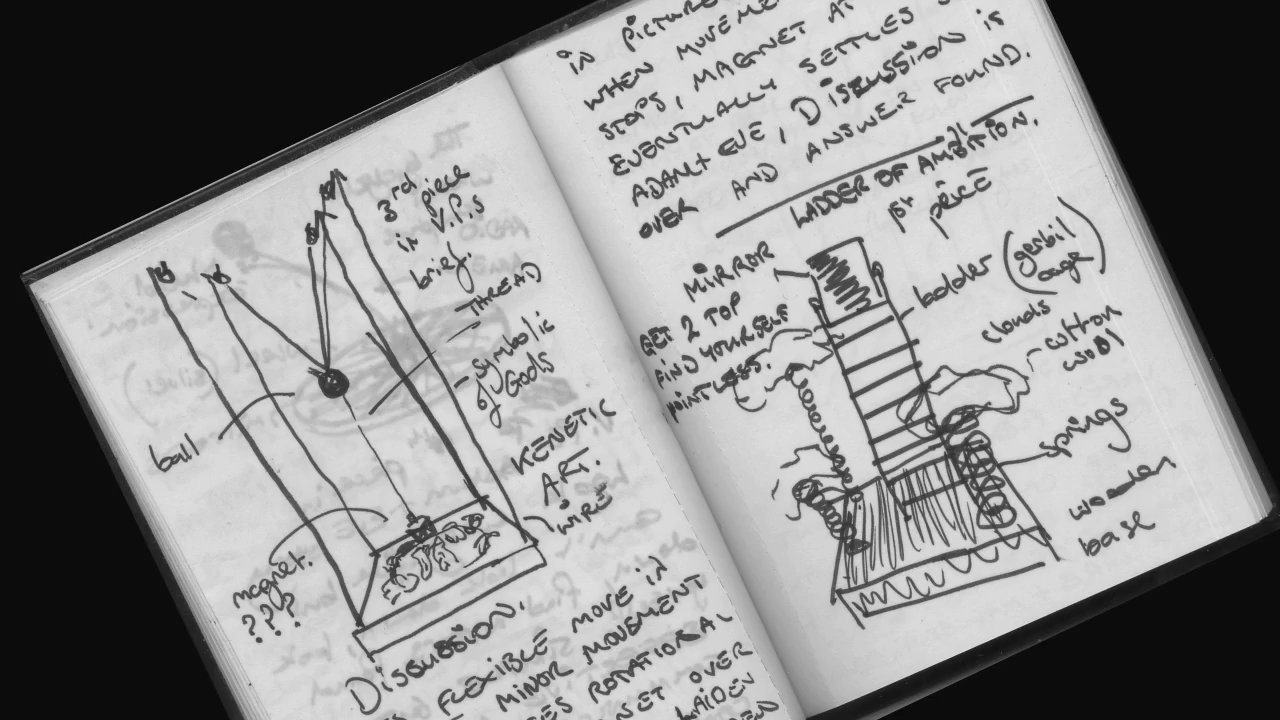 3rd piece
in V.P.s
brief.
THREAD
symbolic
of Gods
KENETIC
ART.
WIRE
ball
magnet.
???
DISCUSSION.
FLEXIBLE MOVE IN
MINOR MOVEMENT
ROTATIONAL
OVER
in PICTURE
WHEN MOVEME
STOPS, MAGNET AT
EVENTUALLY SETTLES
ADAM + EVE, DISCUSSION is
OVER AND ANSWER FOUND.
LADDER OF AMBITION.
1st piece
MIRROR
GET 2 TOP
FIND YOURSELF
POINTLESS.
ladder (gerbil
cage)
clouds
cotton
wool
springs
wooden
base